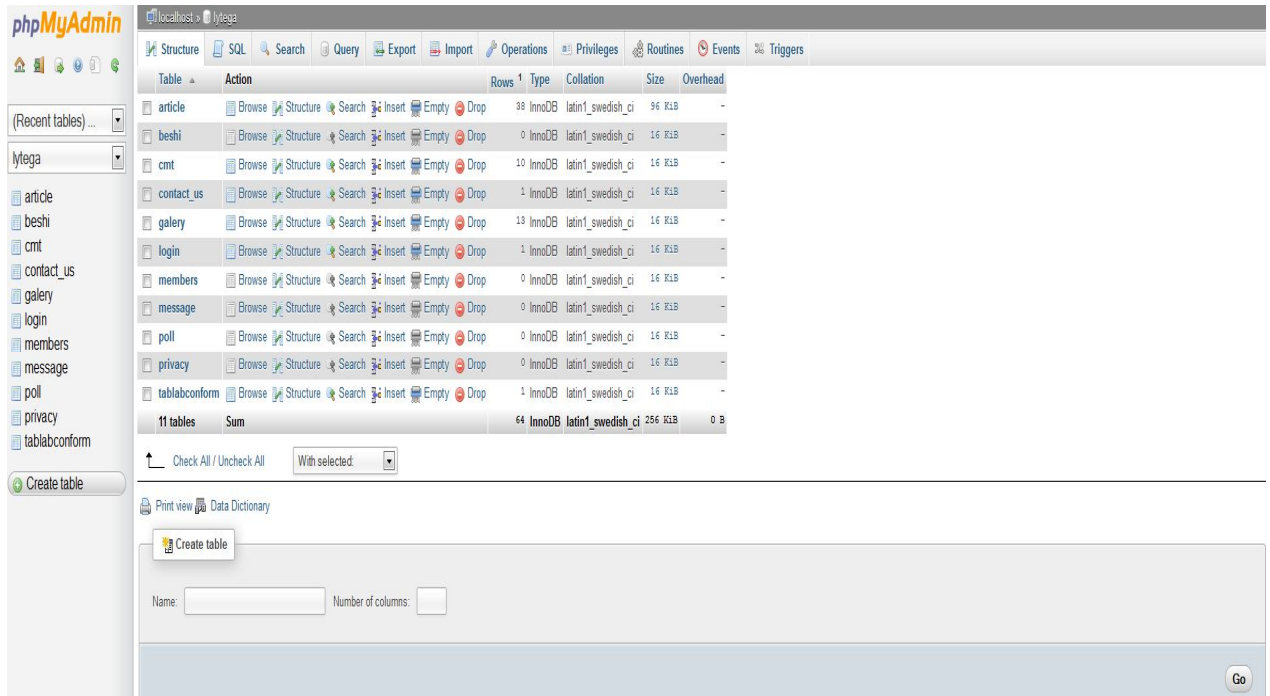 phpMyAdmin
(Recent tables) ...
lytega
article
beshi
cmt
contact_us
galery
login
members
message
poll
privacy
tablabconform
Create table
localhost » lytega
Structure SQL Search Query Export Import Operations Privileges Routines Events Triggers
Table Action Rows 1 Type Collation Size Overhead
article Browse Structure Search Insert Empty Drop 38 InnoDB latin1_swedish_ci 96 KiB -
beshi Browse Structure Search Insert Empty Drop 0 InnoDB latin1_swedish_ci 16 KiB -
cmt Browse Structure Search Insert Empty Drop 10 InnoDB latin1_swedish_ci 16 KiB -
contact_us Browse Structure Search Insert Empty Drop 1 InnoDB latin1_swedish_ci 16 KiB -
galery Browse Structure Search Insert Empty Drop 13 InnoDB latin1_swedish_ci 16 KiB -
login Browse Structure Search Insert Empty Drop 1 InnoDB latin1_swedish_ci 16 KiB -
members Browse Structure Search Insert Empty Drop 0 InnoDB latin1_swedish_ci 16 KiB -
message Browse Structure Search Insert Empty Drop 0 InnoDB latin1_swedish_ci 16 KiB -
poll Browse Structure Search Insert Empty Drop 0 InnoDB latin1_swedish_ci 16 KiB -
privacy Browse Structure Search Insert Empty Drop 0 InnoDB latin1_swedish_ci 16 KiB -
tablabconform Browse Structure Search Insert Empty Drop 1 InnoDB latin1_swedish_ci 16 KiB -
11 tables Sum 64 InnoDB latin1_swedish_ci 256 KiB 0 B
Check All / Uncheck All With selected:
Print view Data Dictionary
Create table
Name: Number of columns:
Go